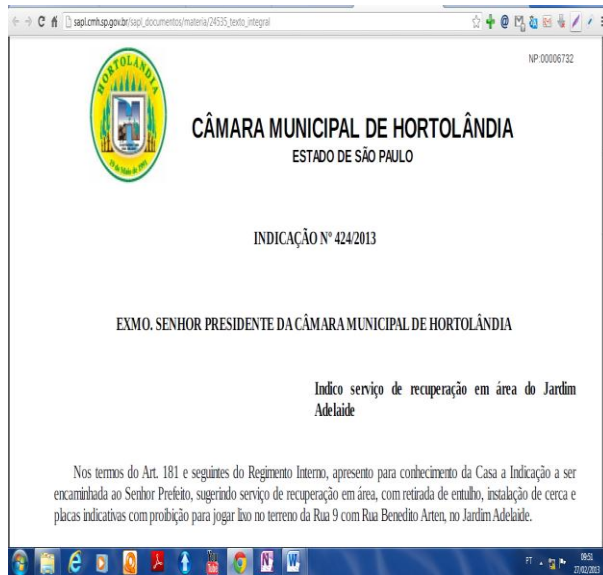 sapl.cmh.sp.gov.br/sapl_documentos/materia/24535_texto_integral
NP:00006732
HORTOLÂNDIA
19 de Maio de 1991
CÂMARA MUNICIPAL DE HORTOLÂNDIA
ESTADO DE SÃO PAULO
INDICAÇÃO Nº 424/2013
EXMO. SENHOR PRESIDENTE DA CÂMARA MUNICIPAL DE HORTOLÂNDIA
Indico serviço de recuperação em área do Jardim
Adelaide
Nos termos do Art. 181 e seguintes do Regimento Interno, apresento para conhecimento da Casa a Indicação a ser
encaminhada ao Senhor Prefeito, sugerindo serviço de recuperação em área, com retirada de entulho, instalação de cerca e
placas indicativas com proibição para jogar lixo no terreno da Rua 9 com Rua Benedito Arten, no Jardim Adelaide.
PT
09:51
27/02/2013